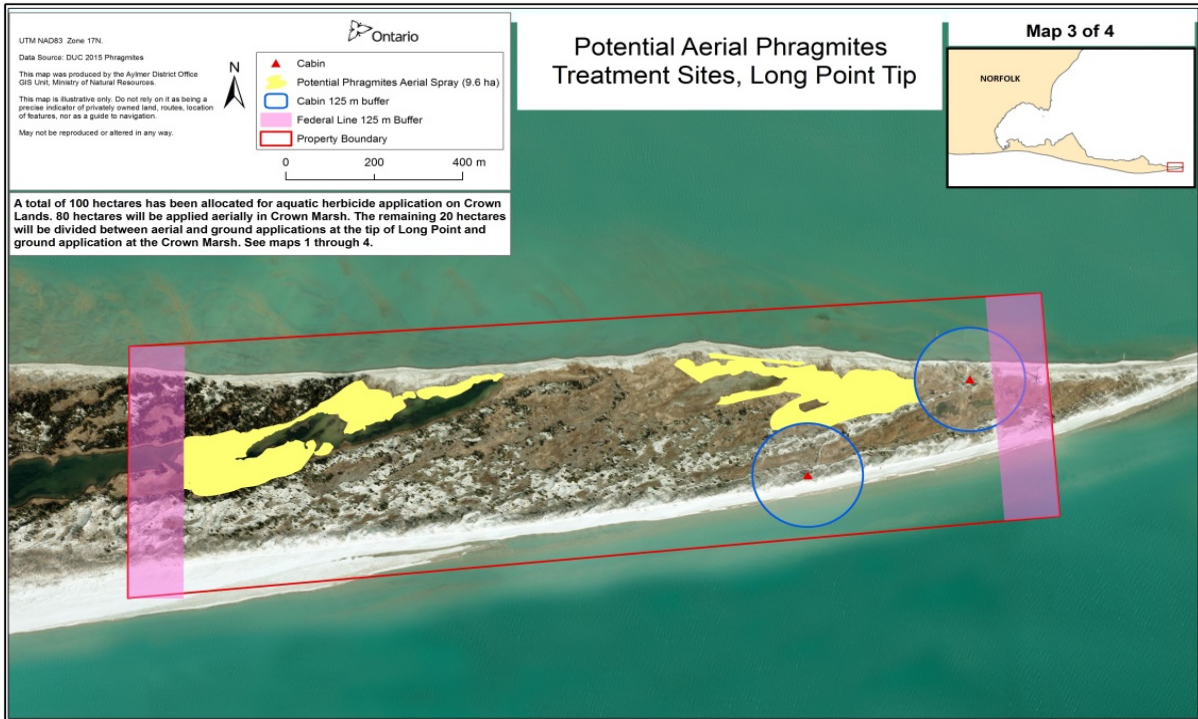 UTM NAD83 Zone 17N.
Data Source: DUC 2015 Phragmites
This map was produced by the Aylmer District Office
GIS Unit, Ministry of Natural Resources.
This map is illustrative only. Do not rely on it as being a
precise indicator of privately owned land, routes, location
of features, nor as a guide to navigation.
May not be reproduced or altered in any way.
Ontario
N
Cabin
Potential Phragmites Aerial Spray (9.6 ha)
Cabin 125 m buffer
Federal Line 125 m Buffer
Property Boundary
0 200 400 m
A total of 100 hectares has been allocated for aquatic herbicide application on Crown
Lands. 80 hectares will be applied aerially in Crown Marsh. The remaining 20 hectares
will be divided between aerial and ground applications at the tip of Long Point and
ground application at the Crown Marsh. See maps 1 through 4.
Potential Aerial Phragmites
Treatment Sites, Long Point Tip
Map 3 of 4
NORFOLK